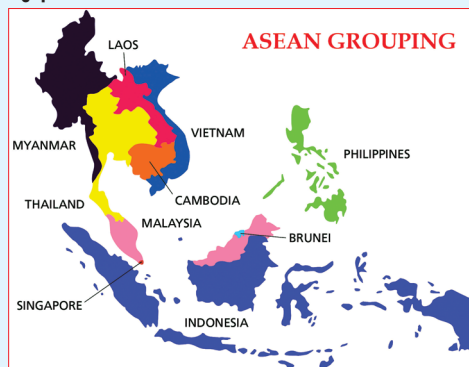 ASEAN GROUPING
LAOS
MYANMAR
VIETNAM
PHILIPPINES
THAILAND
CAMBODIA
MALAYSIA
BRUNEI
SINGAPORE
INDONESIA